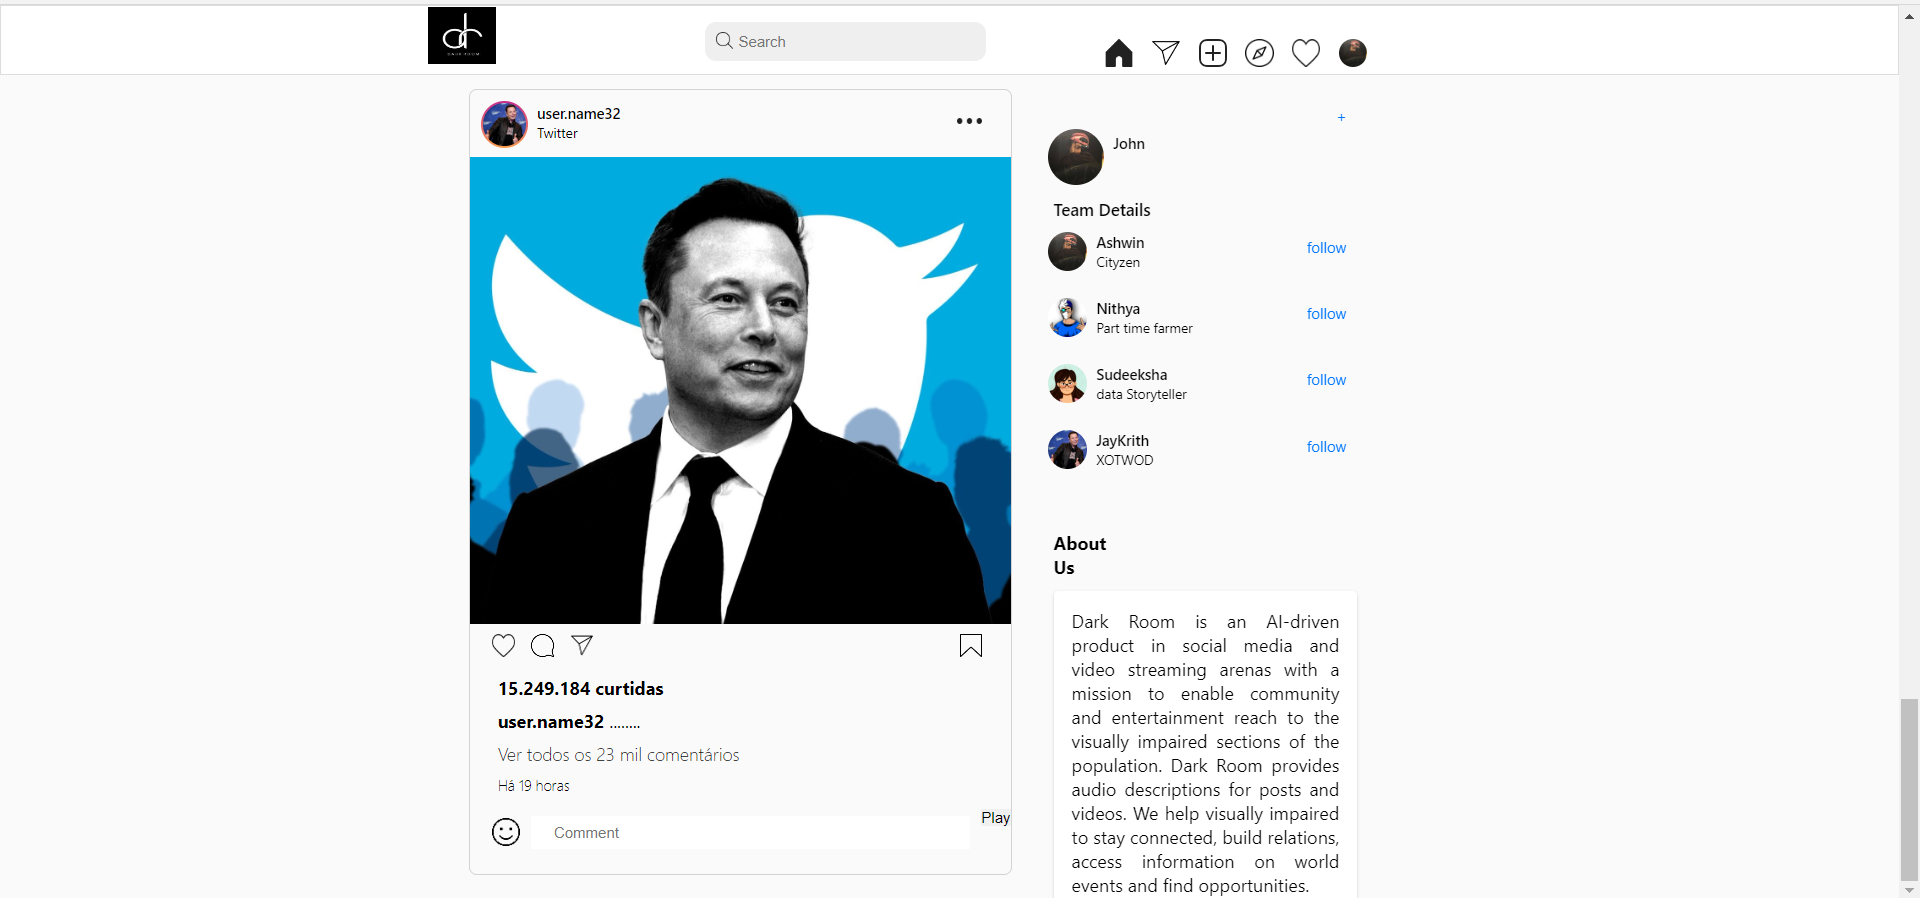 DARK ROOM
Search
user.name32
Twitter
15.249.184 curtidas
user.name32 ........
Ver todos os 23 mil comentários
Há 19 horas
Comment
Play
+
John
Team Details
Ashwin
Cityzen
follow
Nithya
Part time farmer
follow
Sudeeksha
data Storyteller
follow
JayKrith
XOTWOD
follow
About
Us
Dark Room is an AI-driven
product in social media and
video streaming arenas with a
mission to enable community
and entertainment reach to the
visually impaired sections of the
population. Dark Room provides
audio descriptions for posts and
videos. We help visually impaired
to stay connected, build relations,
access information on world
events and find opportunities.